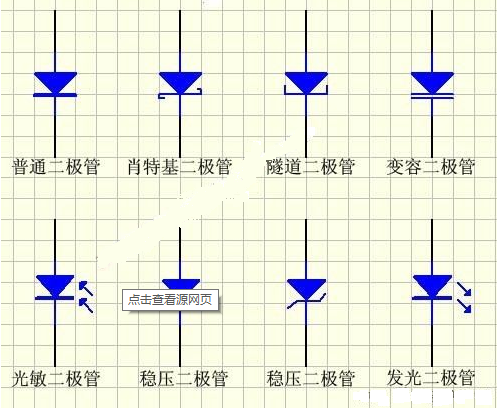 普通二极管
肖特基二极管
隧道二极管
变容二极管
点击查看源网页
光敏二极管
稳压二极管
稳压二极管
发光二极管